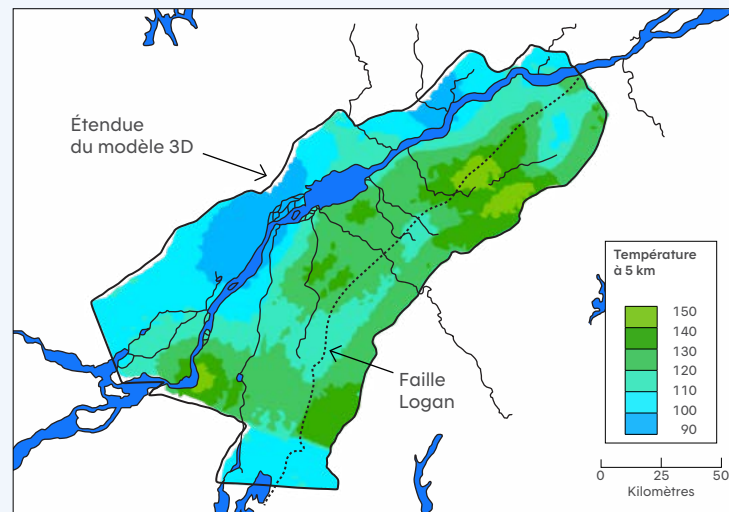 Étendue
du modèle 3D
Faille
Logan
Température
à 5 km
150
140
130
120
110
100
90
0 25 50
Kilomètres